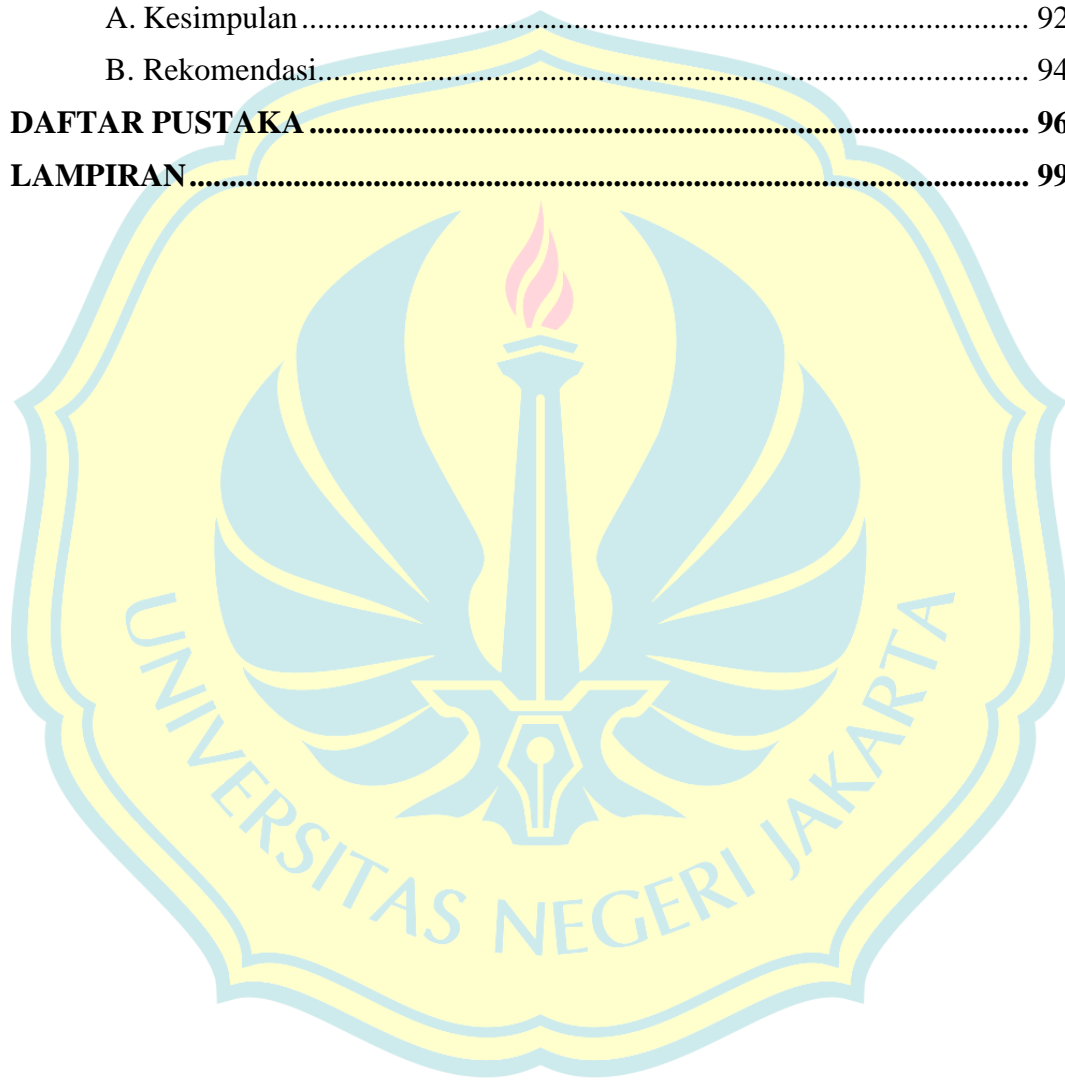 A. Kesimpulan........................................................................................... 92
B. Rekomendasi......................................................................................... 94
DAFTAR PUSTAKA.......................................................................................... 96
LAMPIRAN......................................................................................................... 99
UNIVERSITAS NEGERI JAKARTA